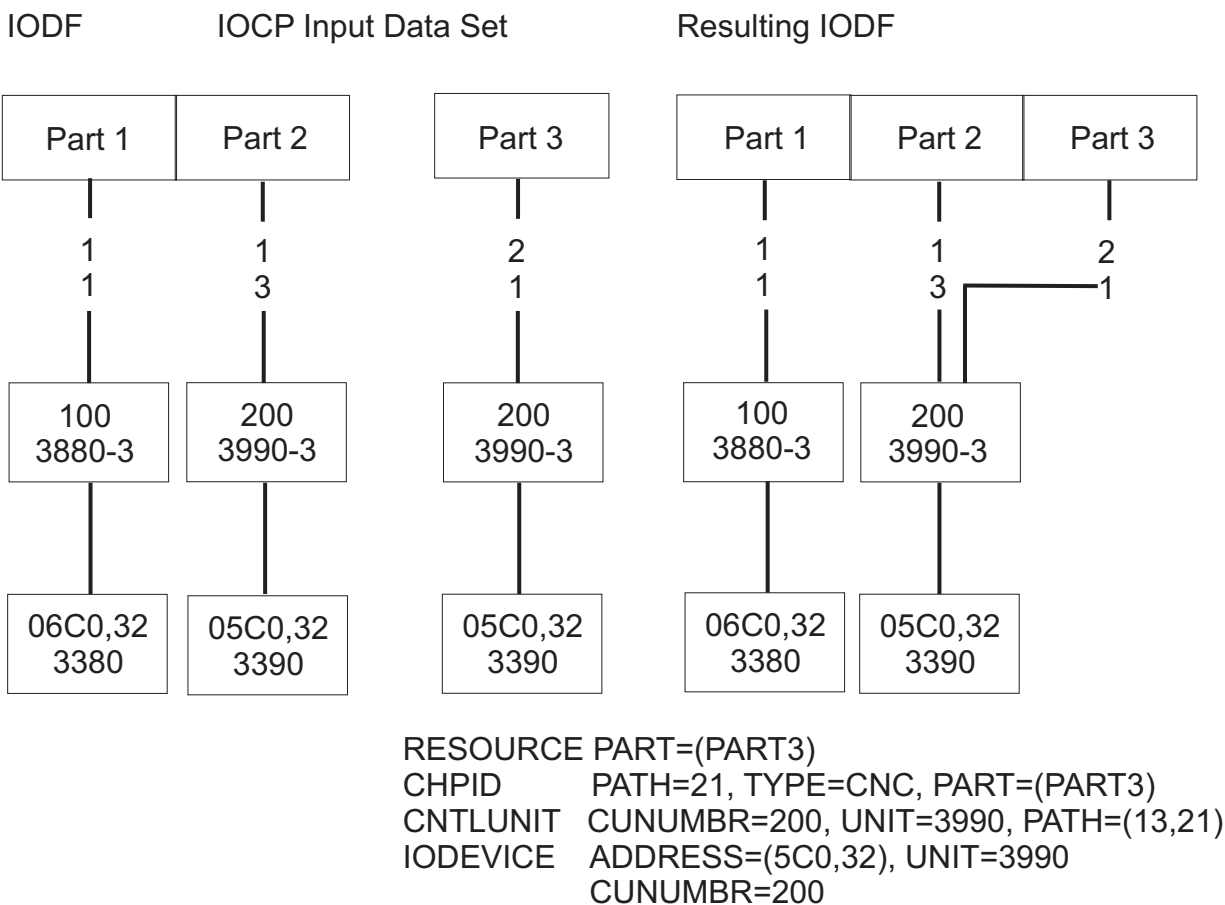 IODF IOCP Input Data Set Resulting IODF
Part 1 Part 2 Part 3 Part 1 Part 2 Part 3
1 1 2 1 1 2
1 3 1 1 3 1
100 200 200 100 200
3880-3 3990-3 3990-3 3880-3 3990-3
06C0,32 05C0,32 05C0,32 06C0,32 05C0,32
3380 3390 3390 3380 3390
RESOURCE PART=(PART3)
CHPID PATH=21, TYPE=CNC, PART=(PART3)
CNTLUNIT CUNUMBR=200, UNIT=3990, PATH=(13,21)
IODEVICE ADDRESS=(5C0,32), UNIT=3990
CUNUMBR=200